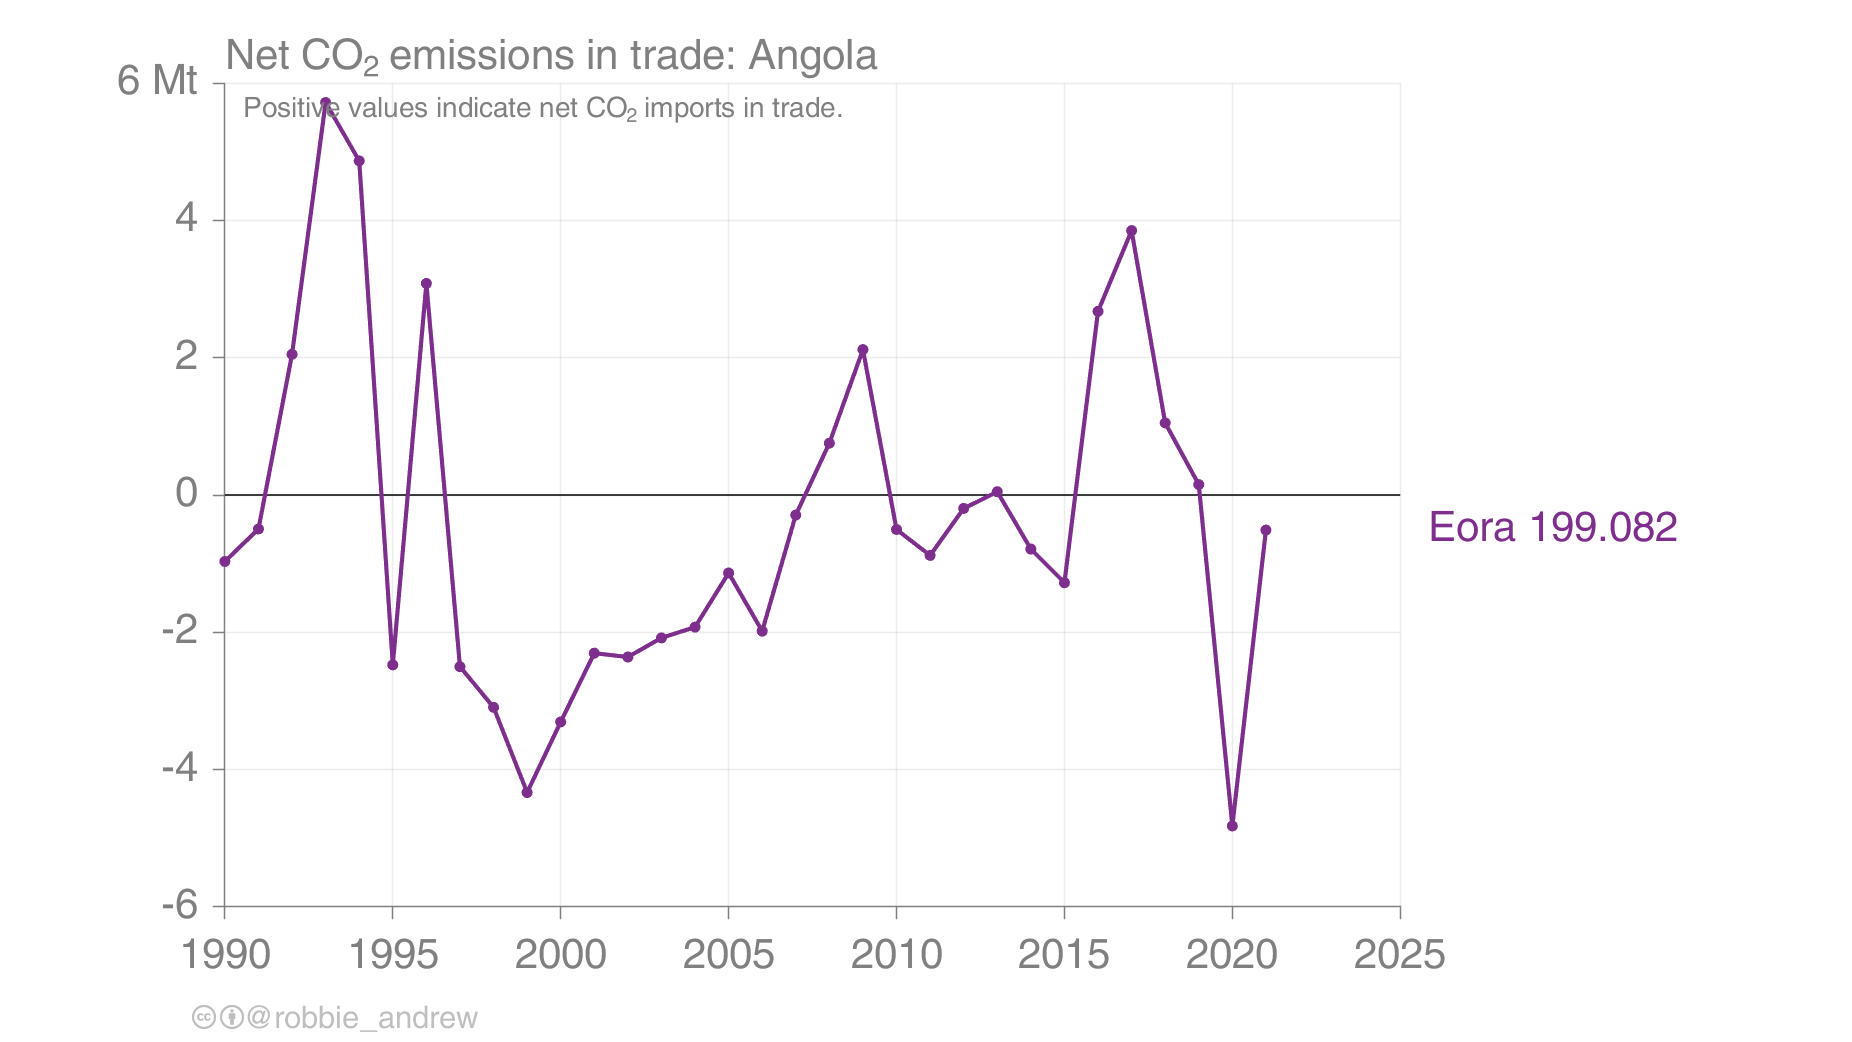 Net CO₂ emissions in trade: Angola
6 Mt
Positive values indicate net CO₂ imports in trade.
4
2
0
Eora 199.082
-2
-4
-6
1990 1995 2000 2005 2010 2015 2020 2025
@robbie_andrew